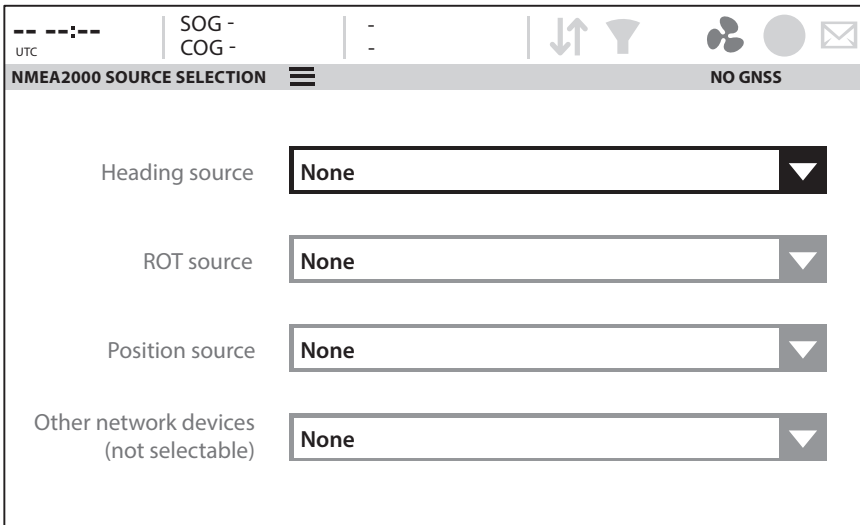 -- --:--
UTC
SOG -
COG -
-
-
NMEA2000 SOURCE SELECTION
NO GNSS
Heading source
None
ROT source
None
Position source
None
Other network devices
(not selectable)
None